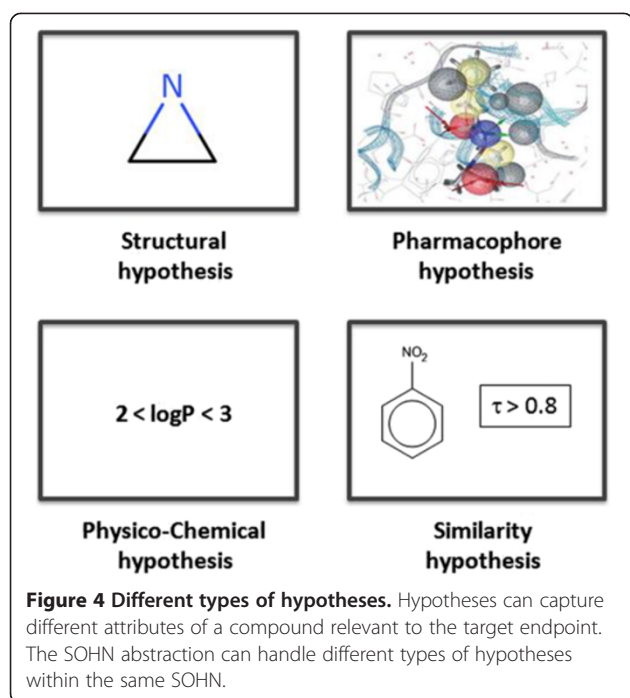 N
Structural
hypothesis
Pharmacophore
hypothesis
2 < logP < 3
Physico-Chemical
hypothesis
NO₂
τ > 0.8
Similarity
hypothesis
Figure 4 Different types of hypotheses. Hypotheses can capture
different attributes of a compound relevant to the target endpoint.
The SOHN abstraction can handle different types of hypotheses
within the same SOHN.